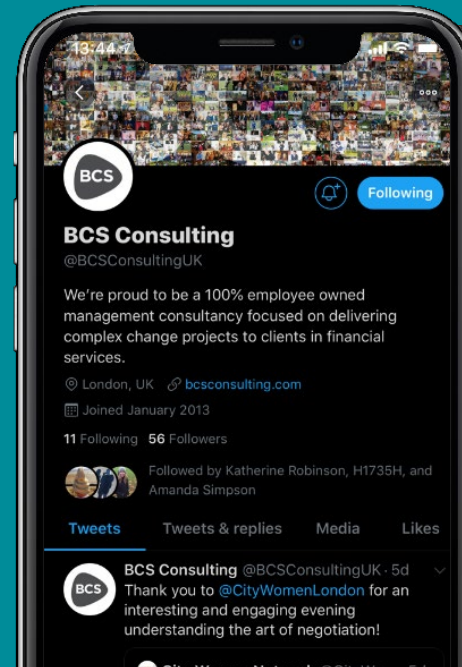 13:44
BCS
Following
BCS Consulting
@BCSConsultingUK
We're proud to be a 100% employee owned
management consultancy focused on delivering
complex change projects to clients in financial
services.
London, UK bcsconsulting.com
Joined January 2013
11 Following 56 Followers
Followed by Katherine Robinson, H1735H, and
Amanda Simpson
Tweets Tweets & replies Media Likes
BCS Consulting @BCSConsultingUK · 5d
BCS
Thank you to @CityWomenLondon for an
interesting and engaging evening
understanding the art of negotiation!